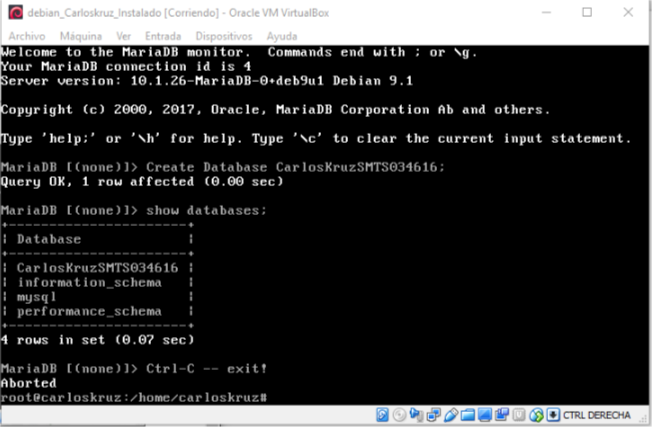 debian_Carloskruz_Instalado [Corriendo] - Oracle VM VirtualBox
Archivo Máquina Ver Entrada Dispositivos Ayuda
Welcome to the MariaDB monitor.  Commands end with ; or \g.
Your MariaDB connection id is 4
Server version: 10.1.26-MariaDB-0+deb9u1 Debian 9.1
Copyright (c) 2000, 2017, Oracle, MariaDB Corporation Ab and others.
Type 'help;' or '\h' for help. Type '\c' to clear the current input statement.
MariaDB [(none)]> Create Database CarlosKruzSMTS034616;
Query OK, 1 row affected (0.00 sec)
MariaDB [(none)]> show databases;
+----------------------+
| Database             |
+----------------------+
| CarlosKruzSMTS034616 |
| information_schema   |
| mysql                |
| performance_schema   |
+----------------------+
4 rows in set (0.07 sec)
MariaDB [(none)]> Ctrl-C -- exit!
Aborted
root@carloskruz:/home/carloskruz#
CTRL DERECHA